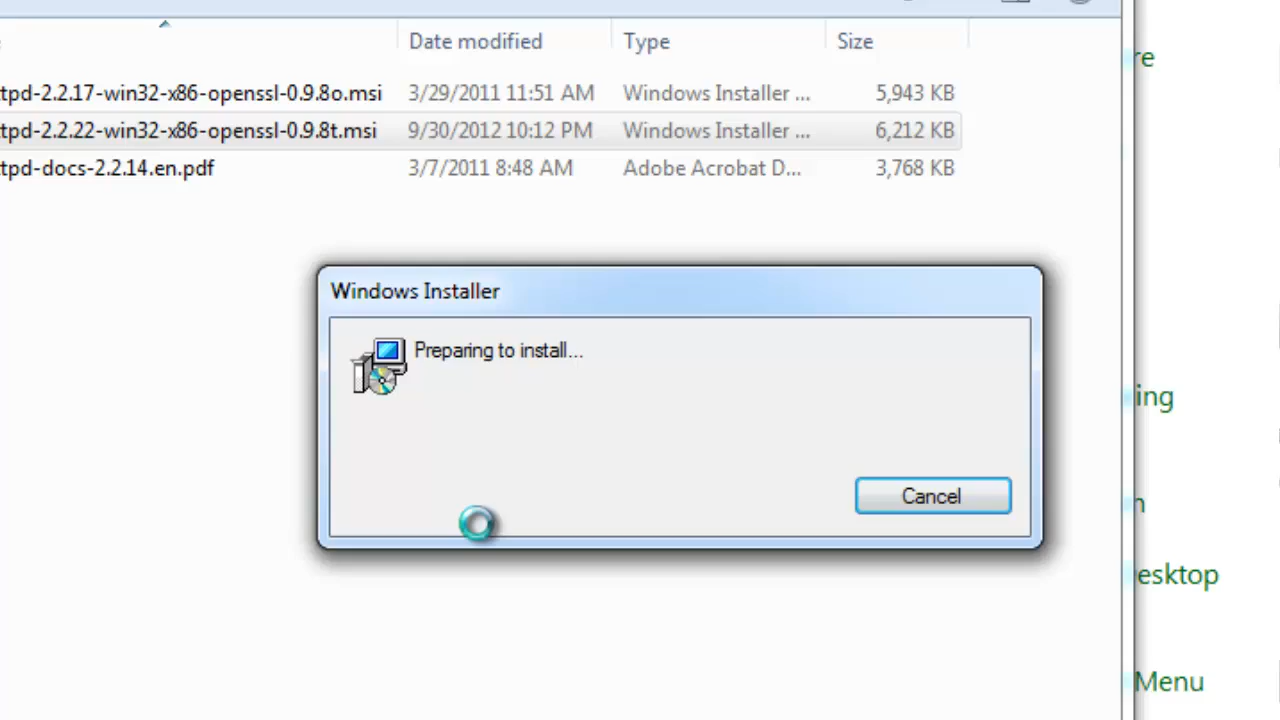 Date modified Type Size
tpd-2.2.17-win32-x86-openssl-0.9.8o.msi 3/29/2011 11:51 AM Windows Installer ... 5,943 KB
tpd-2.2.22-win32-x86-openssl-0.9.8t.msi 9/30/2012 10:12 PM Windows Installer ... 6,212 KB
tpd-docs-2.2.14.en.pdf 3/7/2011 8:48 AM Adobe Acrobat D... 3,768 KB
Windows Installer
Preparing to install...
Cancel
re
ing
n
esktop
Menu